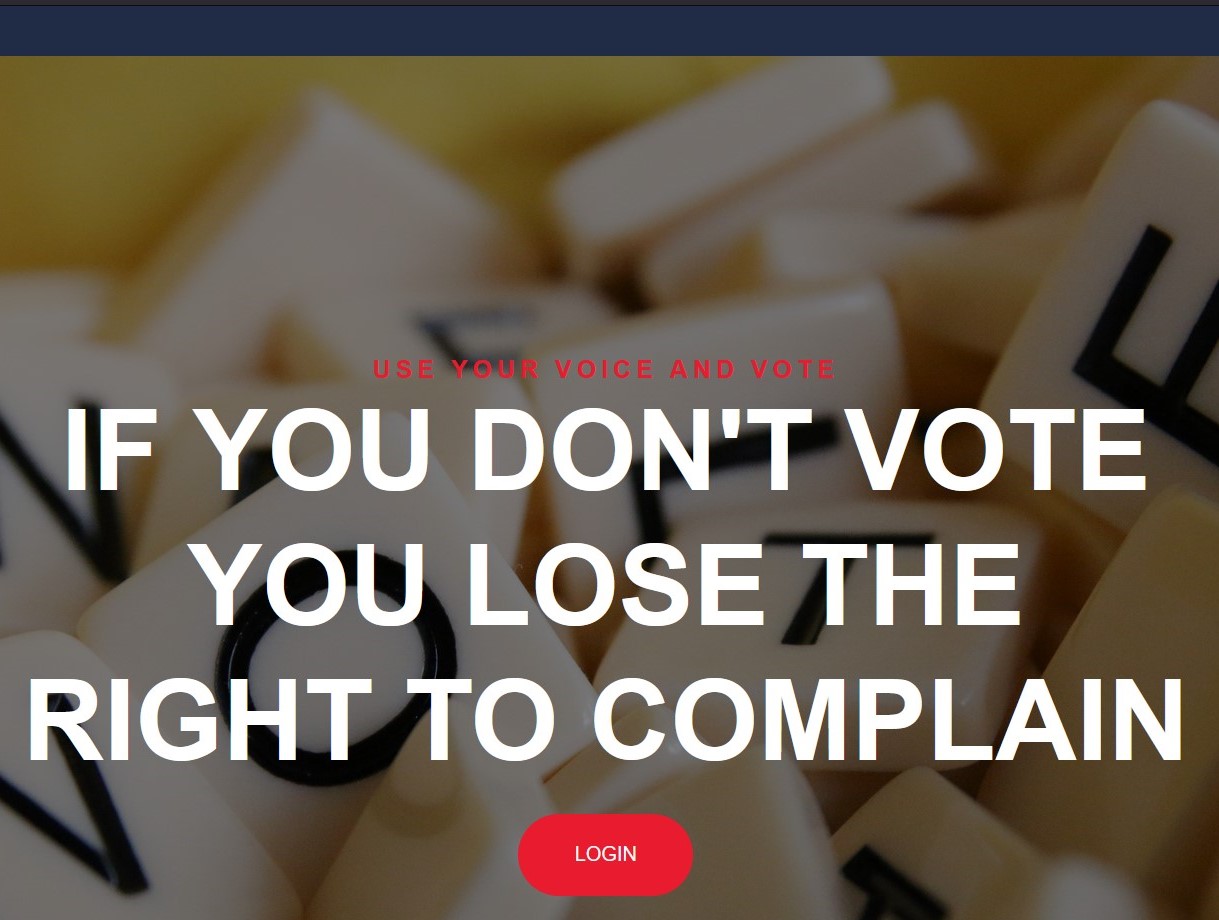 USE YOUR VOICE AND VOTE
IF YOU DON'T VOTE
YOU LOSE THE
RIGHT TO COMPLAIN
LOGIN